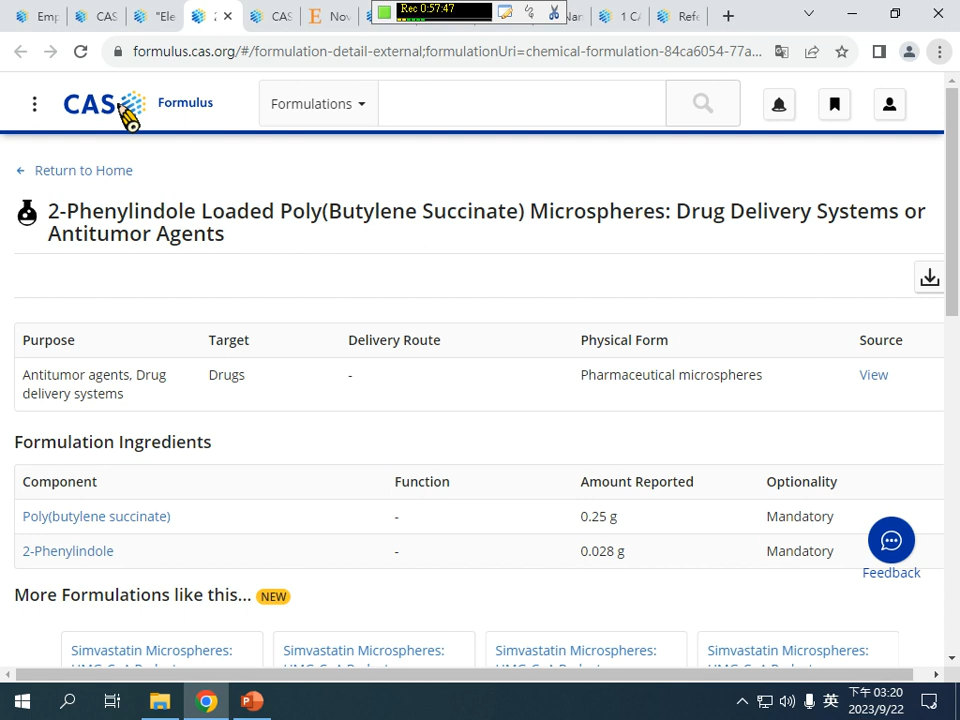 Emp
CAS
"Ele
2
CAS
Nov
Rec 0:57:47
Nar
1 CA
Refe
formulus.cas.org/#/formulation-detail-external;formulationUri=chemical-formulation-84ca6054-77a...
CAS Formulus
Formulations
Return to Home
2-Phenylindole Loaded Poly(Butylene Succinate) Microspheres: Drug Delivery Systems or
Antitumor Agents
Purpose Target Delivery Route Physical Form Source
Antitumor agents, Drug Drugs - Pharmaceutical microspheres View
delivery systems
Formulation Ingredients
Component Function Amount Reported Optionality
Poly(butylene succinate) - 0.25 g Mandatory
2-Phenylindole - 0.028 g Mandatory
Feedback
More Formulations like this... NEW
Simvastatin Microspheres: Simvastatin Microspheres: Simvastatin Microspheres: Simvastatin Microspheres:
英
下午 03:20
2023/9/22